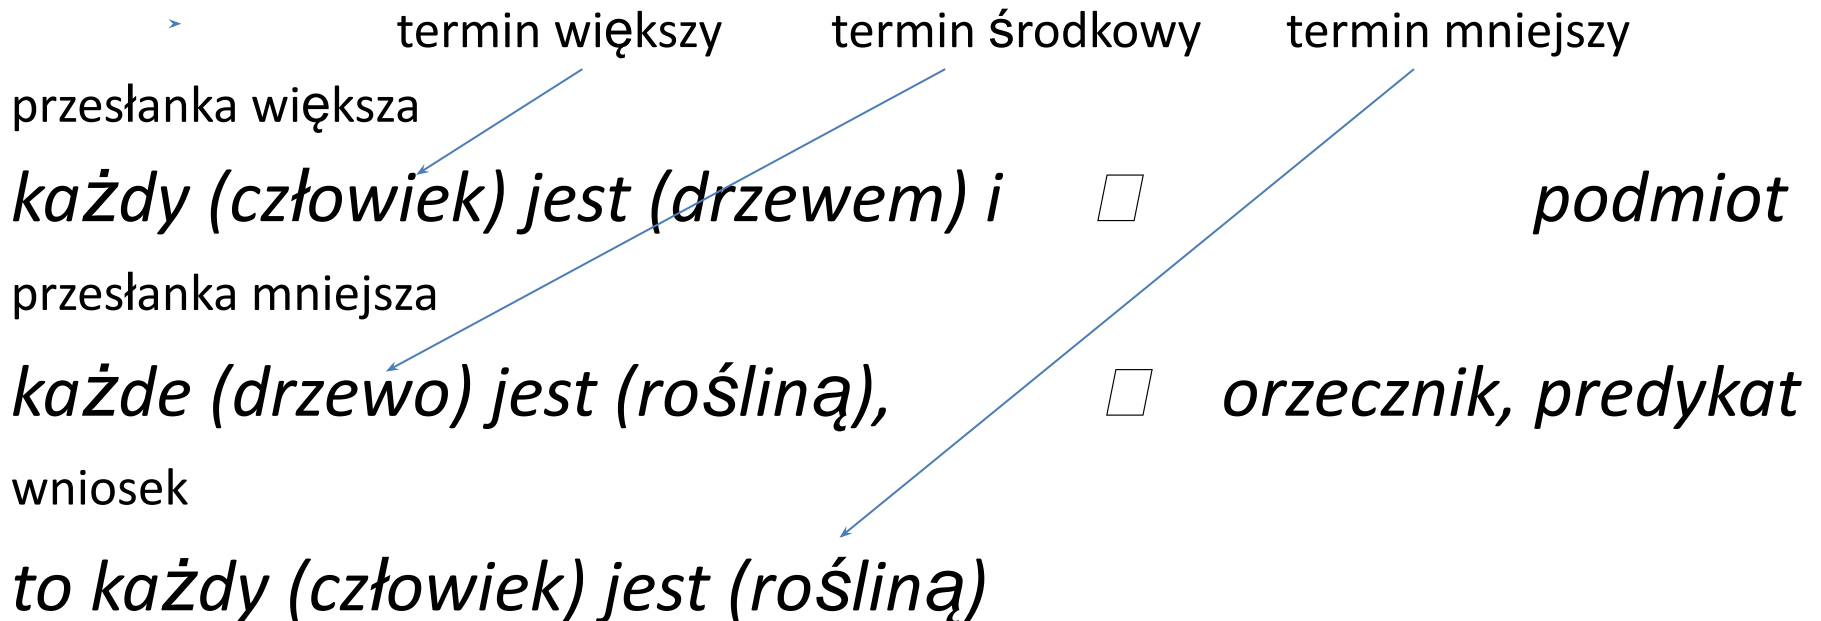 termin większy termin środkowy termin mniejszy
przesłanka większa
każdy (człowiek) jest (drzewem) i podmiot
przesłanka mniejsza
każde (drzewo) jest (rośliną), orzecznik, predykat
wniosek
to każdy (człowiek) jest (rośliną)